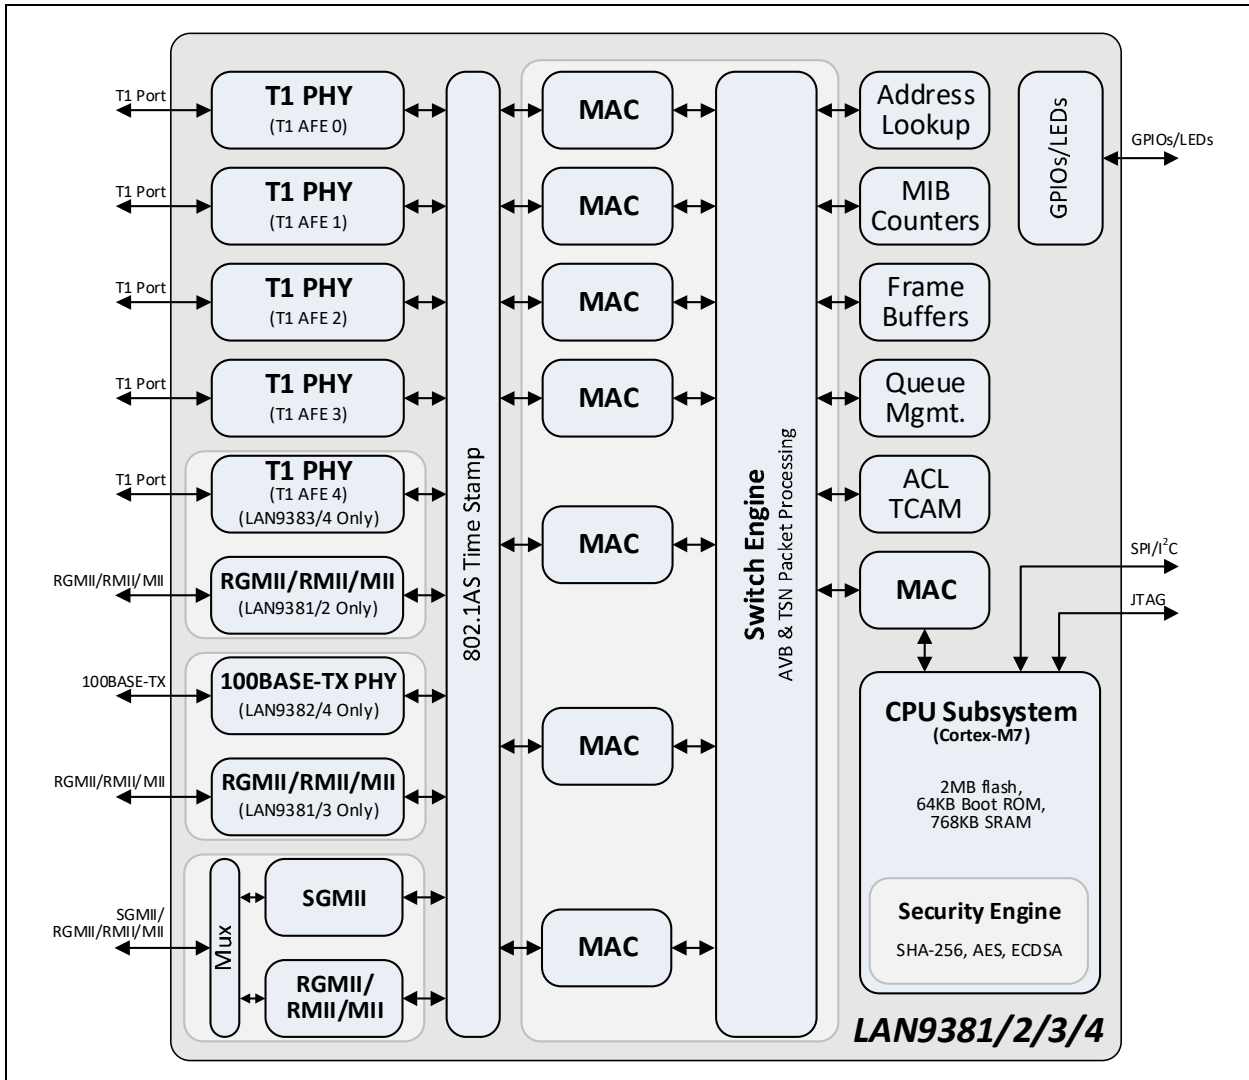 T1 Port
T1 PHY
(T1 AFE 0)
MAC
Address
Lookup
GPIOs/LEDs
GPIOs/LEDs
T1 Port
T1 PHY
(T1 AFE 1)
MAC
MIB
Counters
T1 Port
T1 PHY
(T1 AFE 2)
MAC
Frame
Buffers
T1 Port
T1 PHY
(T1 AFE 3)
MAC
Queue
Mgmt.
T1 Port
T1 PHY
(T1 AFE 4)
(LAN9383/4 Only)
802.1AS Time Stamp
MAC
Switch Engine
AVB & TSN Packet Processing
ACL
TCAM
RGMII/RMII/MII
RGMII/RMII/MII
(LAN9381/2 Only)
MAC
SPI/I²C
JTAG
100BASE-TX
100BASE-TX PHY
(LAN9382/4 Only)
MAC
CPU Subsystem
(Cortex-M7)
2MB flash,
64KB Boot ROM,
768KB SRAM
RGMII/RMII/MII
RGMII/RMII/MII
(LAN9381/3 Only)
SGMII/
RGMII/RMII/MII
Mux
SGMII
RGMII/
RMII/MII
MAC
Security Engine
SHA-256, AES, ECDSA
LAN9381/2/3/4